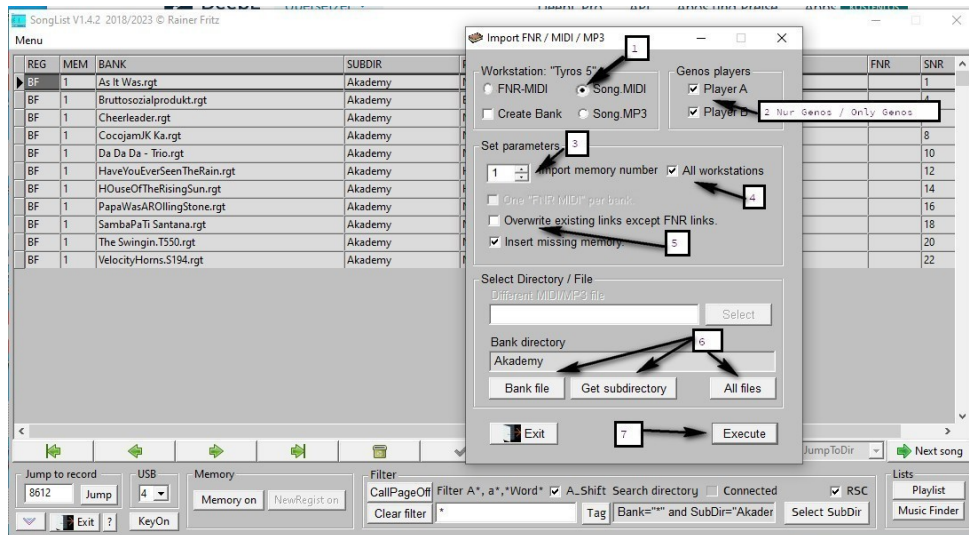 SongList V1.4.2 2018/2023 © Rainer Fritz
Menu
REG MEM BANK SUBDIR FNR SNR
BF 1 As It Was.rgt Akademy 1
BF 1 Bruttosozialprodukt.rgt Akademy
BF 1 Cheerleader.rgt Akademy
BF 1 CocojamJK Ka.rgt Akademy 8
BF 1 Da Da Da - Trio.rgt Akademy 10
BF 1 HaveYouEverSeenTheRain.rgt Akademy 12
BF 1 HOuseOfTheRisingSun.rgt Akademy 14
BF 1 PapaWasAROllingStone.rgt Akademy 16
BF 1 SambaPaTi Santana.rgt Akademy 18
BF 1 The Swingin.T550.rgt Akademy 20
BF 1 VelocityHorns.S194.rgt Akademy 22
Import FNR / MIDI / MP3
1
Workstation: "Tyros 5"
Genos players
FNR-MIDI Song.MIDI Player A
Create Bank Song.MP3 Player B
2 Nur Genos / Only Genos
Set parameters
3
1 Import memory number All workstations
4
One "FNR MIDI" per bank
Overwrite existing links except FNR links.
Insert missing memory.
5
Select Directory / File
Different MIDI/MP3 file
Select
Bank directory
6
Akademy
Bank file Get subdirectory All files
Exit 7 Execute
JumpToDir Next song
Jump to record USB Memory Filter Lists
8612 Jump 4 Memory on NewRegist on CallPageOff Filter A*, a*,*Word* A_Shift Search directory Connected RSC Playlist
Exit ? KeyOn Clear filter * Tag Bank="*" and SubDir="Akader Select SubDir Music Finder